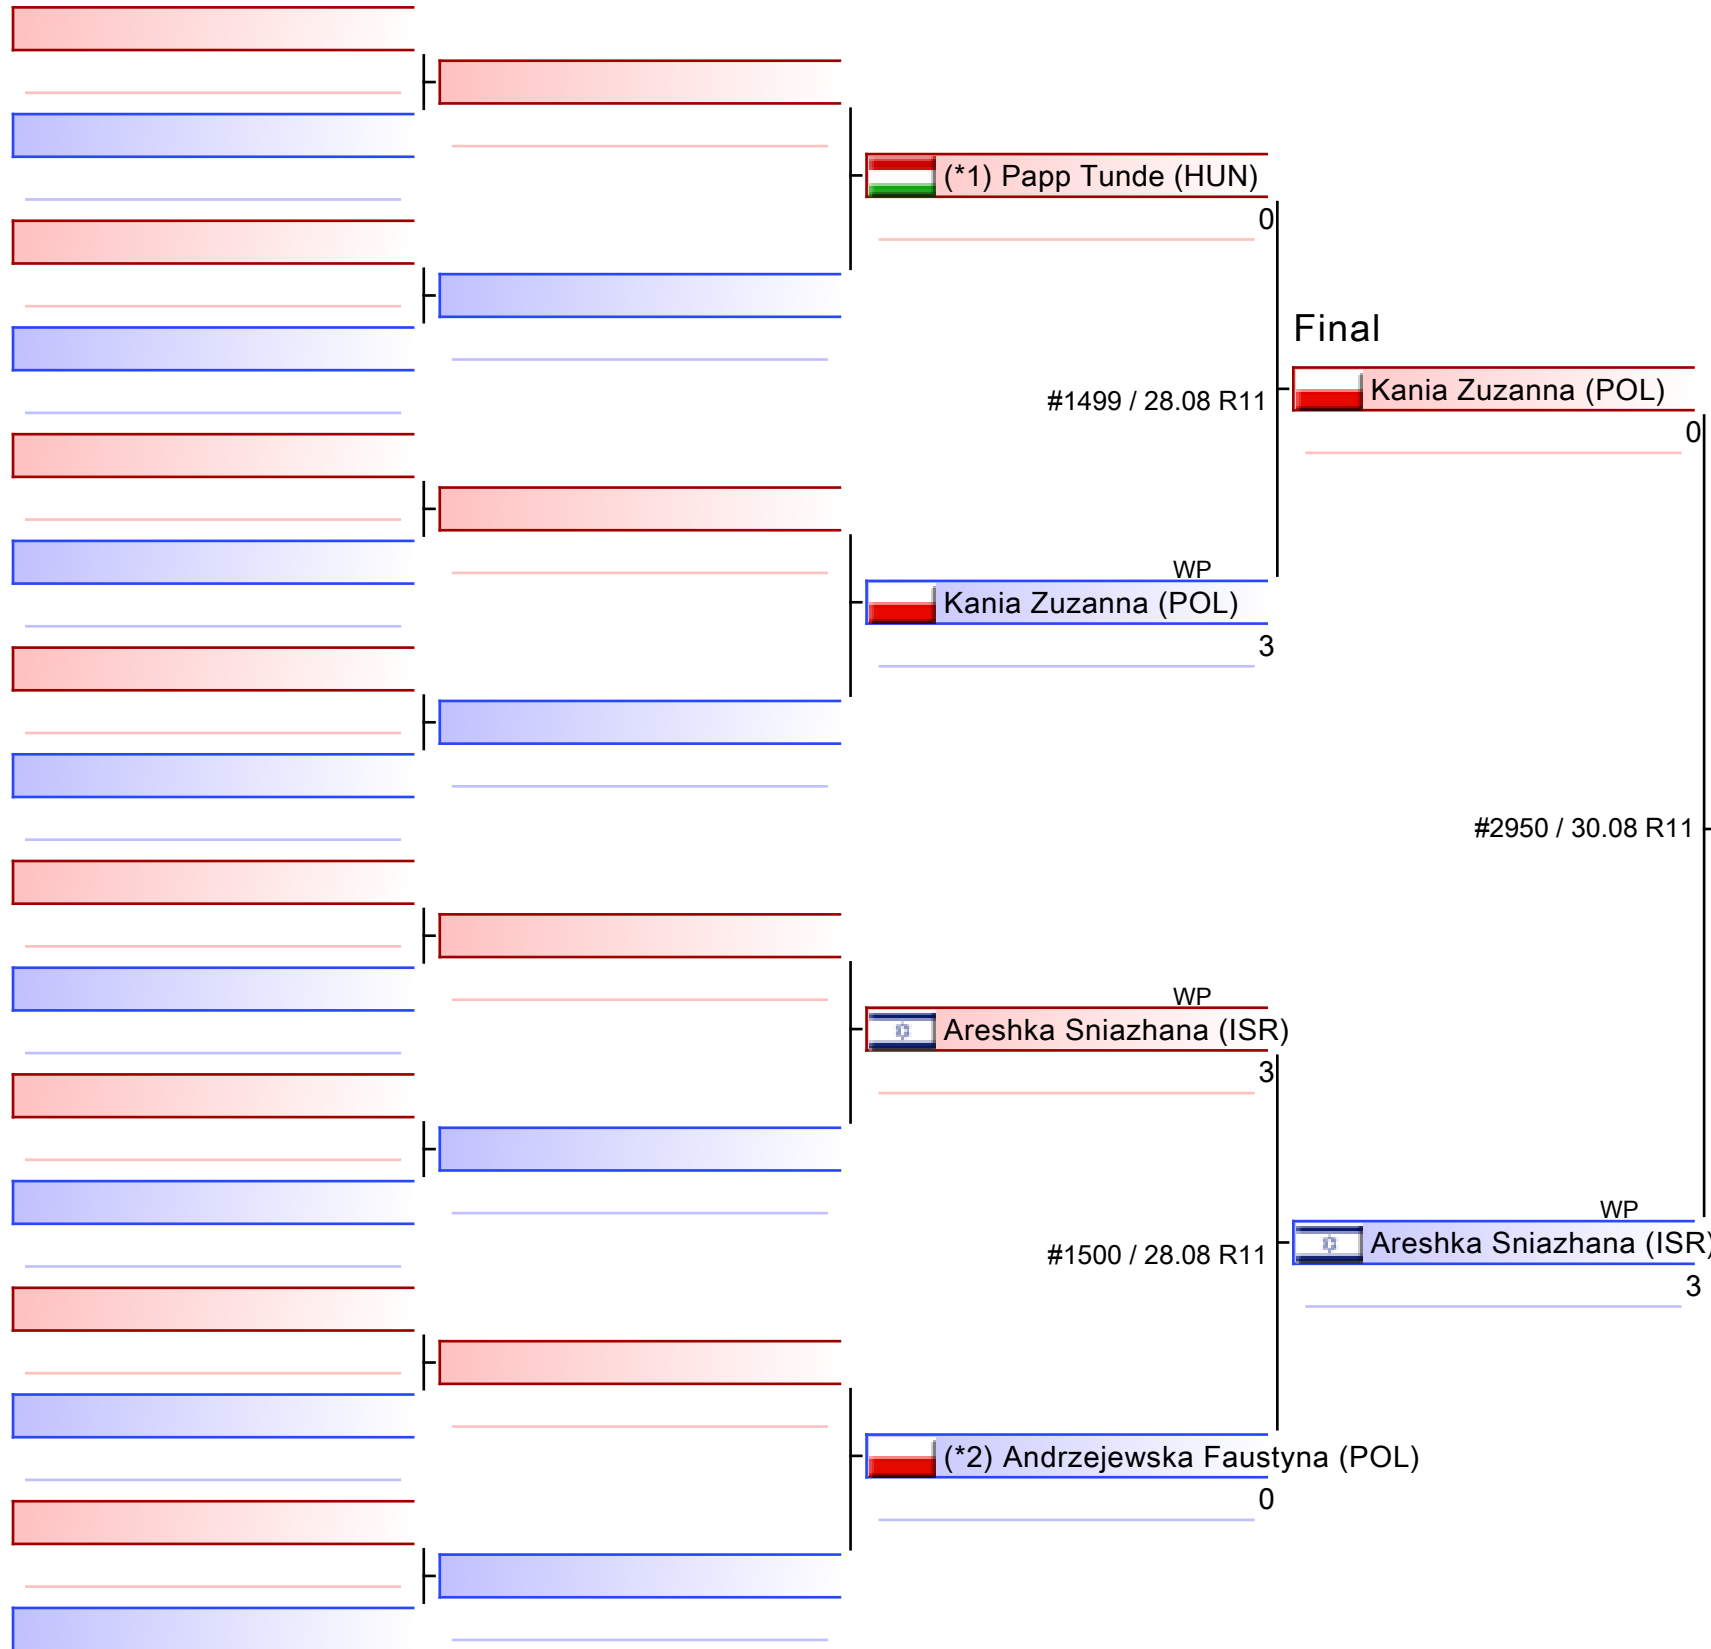 (*1) Papp Tunde (HUN)
0
Final
#1499 / 28.08 R11
Kania Zuzanna (POL)
0
WP
Kania Zuzanna (POL)
3
#2950 / 30.08 R11
WP
Areshka Sniazhana (ISR)
3
WP
#1500 / 28.08 R11
Areshka Sniazhana (ISR)
3
(*2) Andrzejewska Faustyna (POL)
0